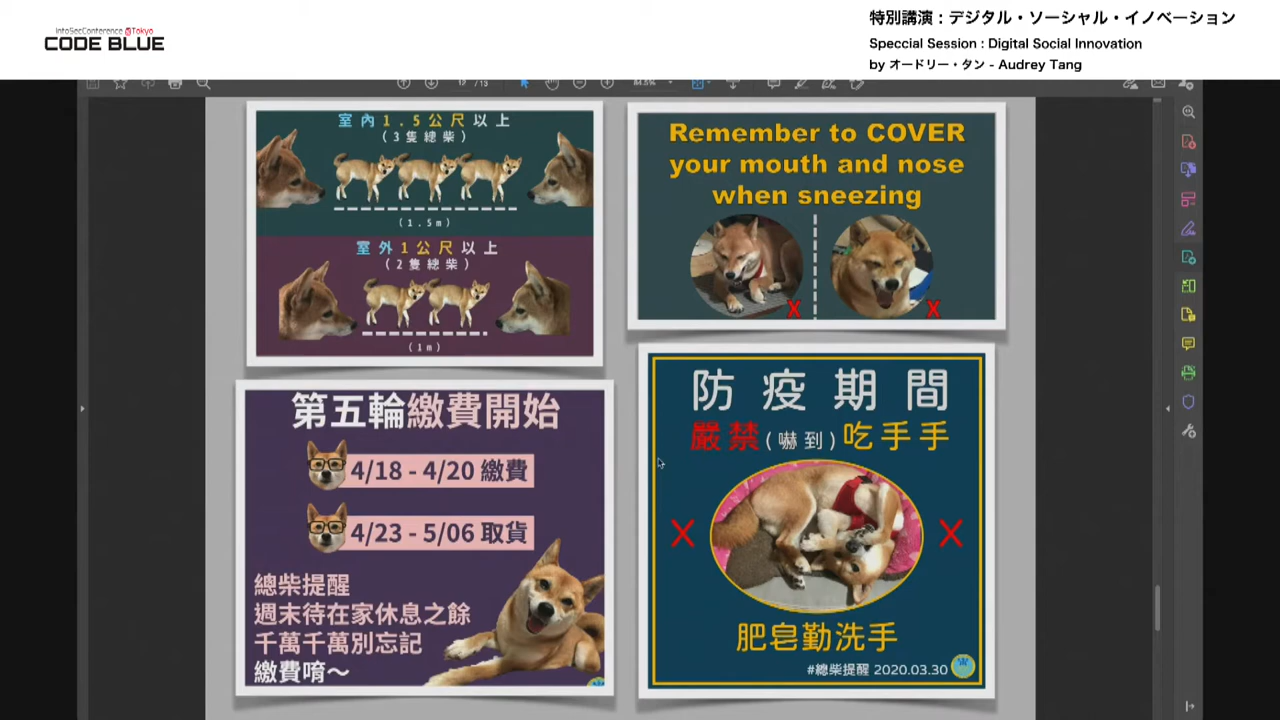 InfoSecConference @Tokyo
CODE BLUE
特別講演：デジタル・ソーシャル・イノベーション
Speccial Session : Digital Social Innovation
by オードリー・タン - Audrey Tang
室內1.5公尺以上
(3隻總柴)
(1.5m)
室外1公尺以上
(2隻總柴)
(1m)
Remember to COVER
your mouth and nose
when sneezing
X
X
第五輪繳費開始
4/18 - 4/20 繳費
4/23 - 5/06 取貨
總柴提醒
週末待在家休息之餘
千萬千萬別忘記
繳費唷～
防疫期間
嚴禁(嚇到)吃手手
X
X
肥皂勤洗手
#總柴提醒 2020.03.30